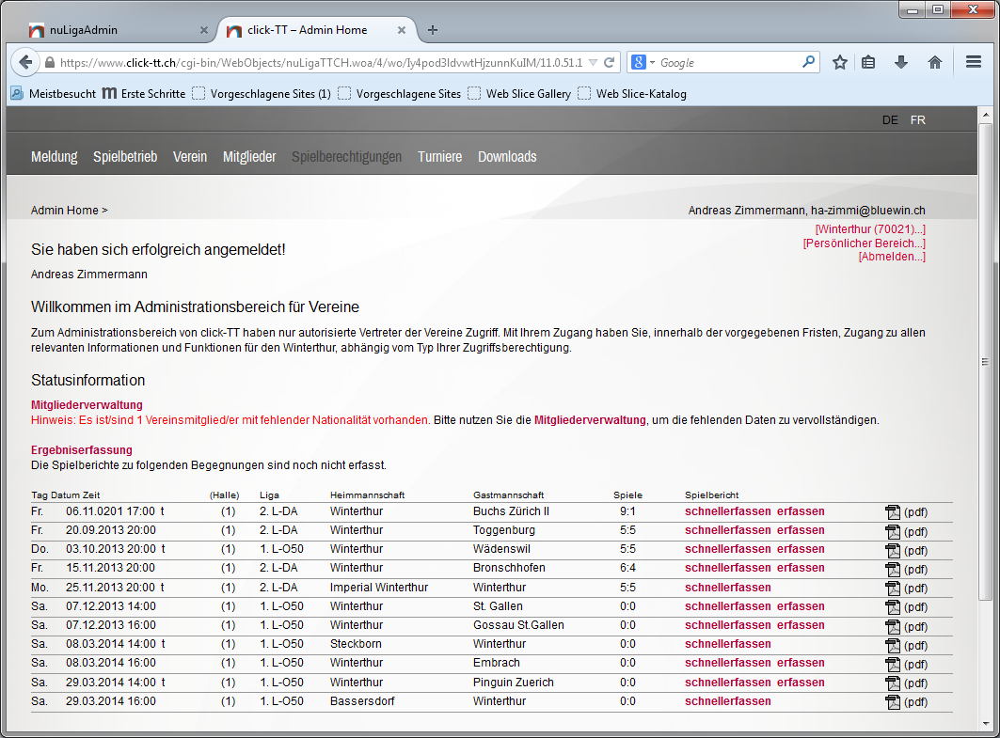 nuLigaAdmin
click-TT – Admin Home
https://www.click-tt.ch/cgi-bin/WebObjects/nuLigaTTCH.woa/4/wo/Iy4pod3IdvwtHjzunnKuIM/11.0.51.1
Google
Meistbesucht Erste Schritte Vorgeschlagene Sites (1) Vorgeschlagene Sites Web Slice Gallery Web Slice-Katalog
DE FR
Meldung Spielbetrieb Verein Mitglieder Spielberechtigungen Turniere Downloads
Admin Home > Andreas Zimmermann, ha-zimmi@bluewin.ch
[Winterthur (70021)...]
[Persönlicher Bereich...]
[Abmelden...]
Sie haben sich erfolgreich angemeldet!
Andreas Zimmermann
Willkommen im Administrationsbereich für Vereine
Zum Administrationsbereich von click-TT haben nur autorisierte Vertreter der Vereine Zugriff. Mit Ihrem Zugang haben Sie, innerhalb der vorgegebenen Fristen, Zugang zu allen
relevanten Informationen und Funktionen für den Winterthur, abhängig vom Typ Ihrer Zugriffsberechtigung.
Statusinformation
Mitgliederverwaltung
Hinweis: Es ist/sind 1 Vereinsmitglied/er mit fehlender Nationalität vorhanden. Bitte nutzen Sie die Mitgliederverwaltung, um die fehlenden Daten zu vervollständigen.
Ergebniserfassung
Die Spielberichte zu folgenden Begegnungen sind noch nicht erfasst.
Tag Datum Zeit (Halle) Liga Heimmannschaft Gastmannschaft Spiele Spielbericht
Fr. 06.11.0201 17:00 t (1) 2. L-DA Winterthur Buchs Zürich II 9:1 schnellerfassen erfassen (pdf)
Fr. 20.09.2013 20:00 (1) 2. L-DA Winterthur Toggenburg 5:5 schnellerfassen erfassen (pdf)
Do. 03.10.2013 20:00 t (1) 1. L-O50 Winterthur Wädenswil 5:5 schnellerfassen erfassen (pdf)
Fr. 15.11.2013 20:00 (1) 2. L-DA Winterthur Bronschhofen 6:4 schnellerfassen erfassen (pdf)
Mo. 25.11.2013 20:00 t (1) 2. L-DA Imperial Winterthur Winterthur 5:5 schnellerfassen (pdf)
Sa. 07.12.2013 14:00 (1) 1. L-O50 Winterthur St. Gallen 0:0 schnellerfassen erfassen (pdf)
Sa. 07.12.2013 16:00 (1) 1. L-O50 Winterthur Gossau St.Gallen 0:0 schnellerfassen erfassen (pdf)
Sa. 08.03.2014 14:00 t (1) 1. L-O50 Steckborn Winterthur 0:0 schnellerfassen (pdf)
Sa. 08.03.2014 16:00 (1) 1. L-O50 Winterthur Embrach 0:0 schnellerfassen erfassen (pdf)
Sa. 29.03.2014 14:00 t (1) 1. L-O50 Winterthur Pinguin Zuerich 0:0 schnellerfassen erfassen (pdf)
Sa. 29.03.2014 16:00 (1) 1. L-O50 Bassersdorf Winterthur 0:0 schnellerfassen (pdf)